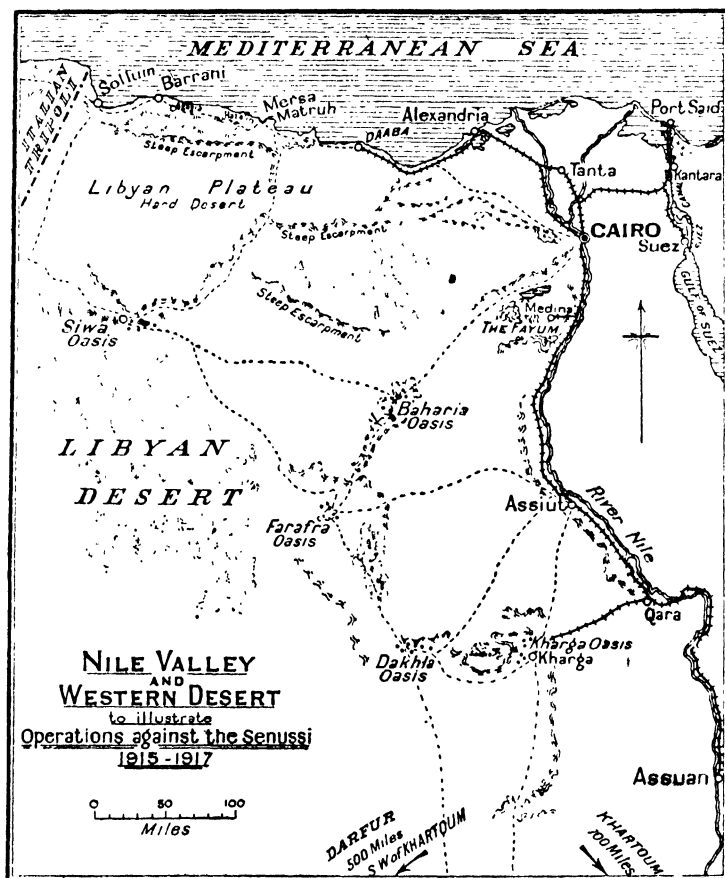 MEDITERRANEAN SEA
ITALIAN
TRIPOLI
Sollum
Barrani
Mersa
Matruh
DAABA
Alexandria
Port Said
Steep Escarpment
Tanta
Kantara
Libyan Plateau
Hard Desert
Steep Escarpment
CAIRO
Suez
GULF OF SUEZ
Steep Escarpment
Medina
THE FAYUM
Siwa
Oasis
Baharia
Oasis
LIBYAN
DESERT
Assiut
River Nile
Farafra
Oasis
Qara
Kharga Oasis
Kharga
Dakhla
Oasis
NILE VALLEY
AND
WESTERN DESERT
to illustrate
Operations against the Senussi
1915-1917
0 50 100
Miles
Assuan
DARFUR
500 Miles
S W of KHARTOUM
KHARTOUM
700 Miles